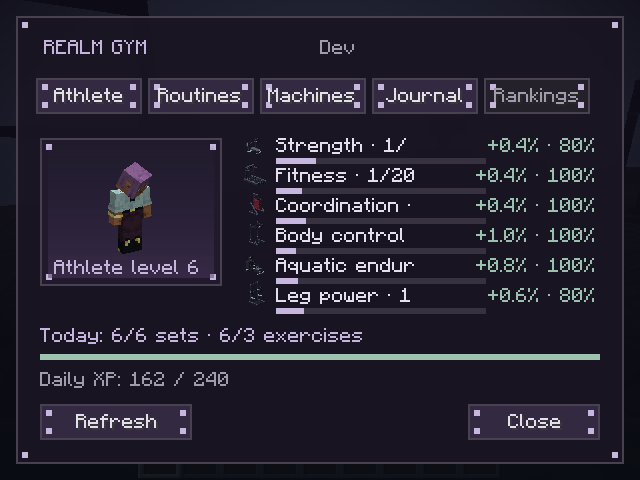 REALM GYM Dev
Athlete Routines Machines Journal Rankings
Strength · 1/ +0.4% · 80%
Fitness · 1/20 +0.4% · 100%
Coordination · +0.4% · 100%
Body control +1.0% · 100%
Aquatic endur +0.8% · 100%
Leg power · 1 +0.6% · 80%
Athlete level 6
Today: 6/6 sets · 6/3 exercises
Daily XP: 162 / 240
Refresh Close